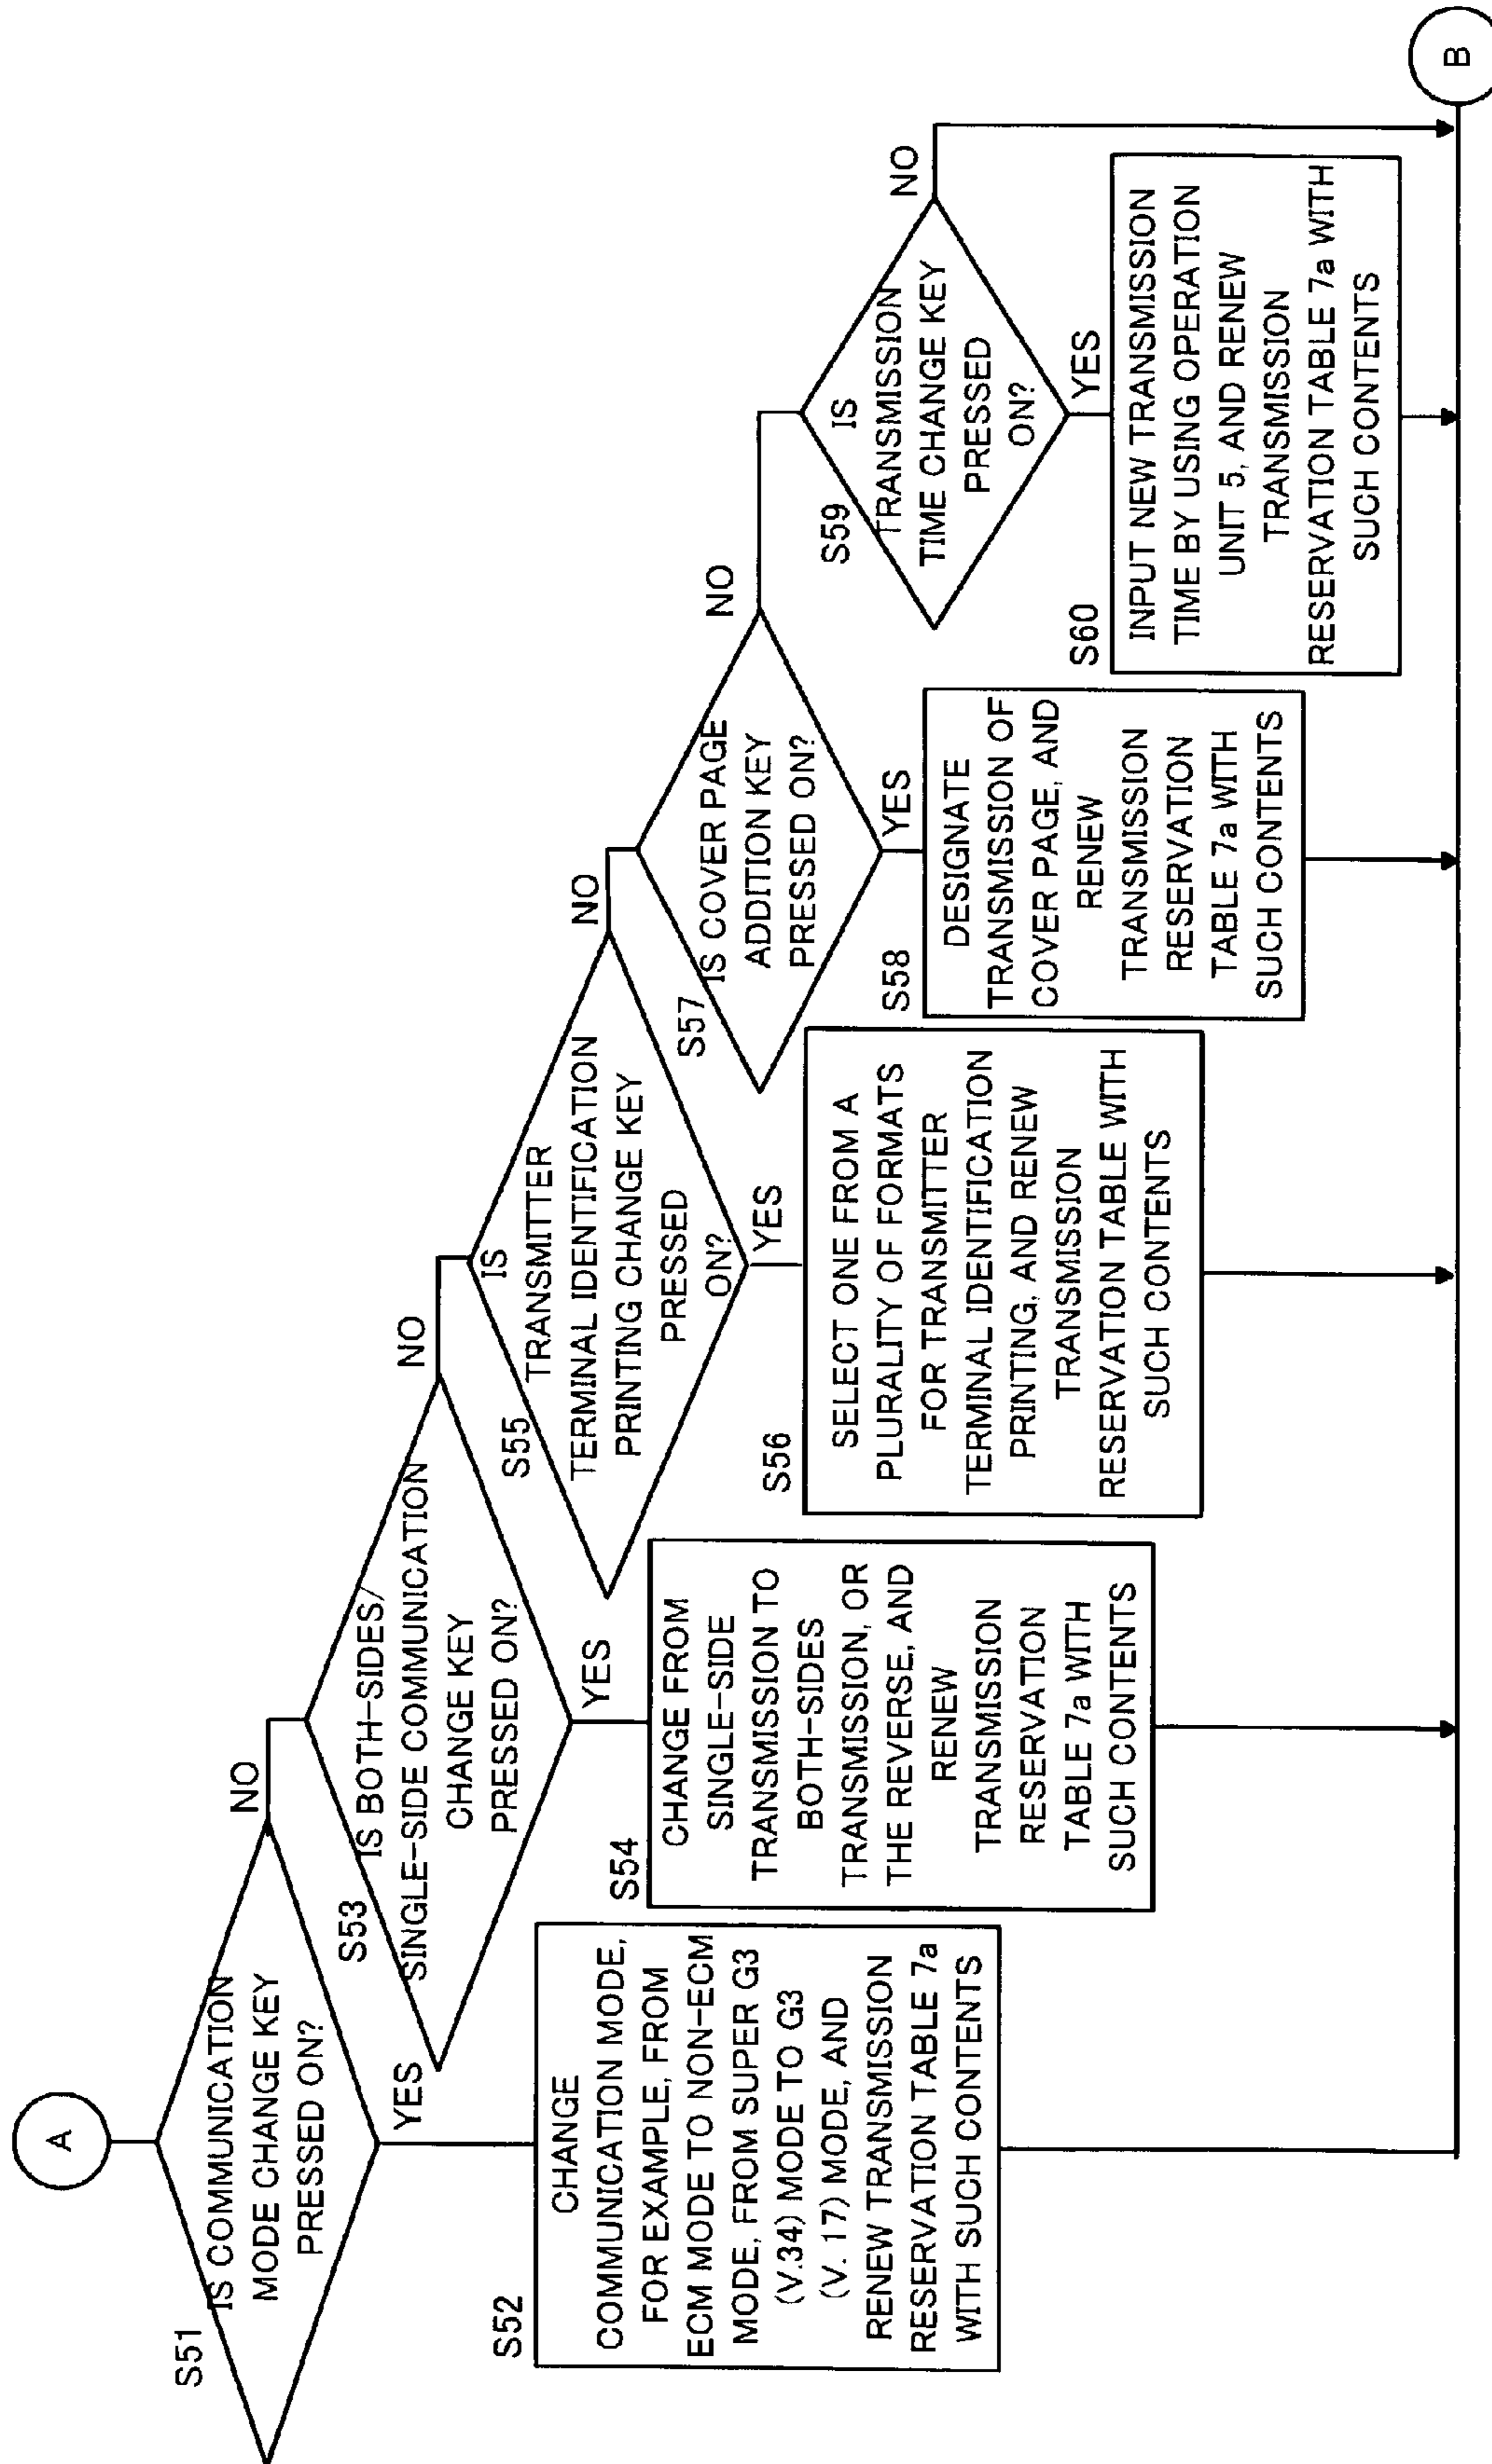 A
S51
IS COMMUNICATION
MODE CHANGE KEY
PRESSED ON?
NO
YES
S52
CHANGE
COMMUNICATION MODE,
FOR EXAMPLE, FROM
ECM MODE TO NON-ECM
MODE, FROM SUPER G3
(V.34) MODE TO G3
(V. 17) MODE, AND
RENEW TRANSMISSION
RESERVATION TABLE 7a
WITH SUCH CONTENTS
S53
IS BOTH-SIDES/
SINGLE-SIDE COMMUNICATION
CHANGE KEY
PRESSED ON?
NO
YES
S54
CHANGE FROM
SINGLE-SIDE
TRANSMISSION TO
BOTH-SIDES
TRANSMISSION, OR
THE REVERSE, AND
RENEW
TRANSMISSION
RESERVATION
TABLE 7a WITH
SUCH CONTENTS
S55
IS
TRANSMITTER
TERMINAL IDENTIFICATION
PRINTING CHANGE KEY
PRESSED
ON?
NO
YES
S56
SELECT ONE FROM A
PLURALITY OF FORMATS
FOR TRANSMITTER
TERMINAL IDENTIFICATION
PRINTING, AND RENEW
TRANSMISSION
RESERVATION TABLE WITH
SUCH CONTENTS
S57
IS COVER PAGE
ADDITION KEY
PRESSED ON?
NO
YES
S58
DESIGNATE
TRANSMISSION OF
COVER PAGE, AND
RENEW
TRANSMISSION
RESERVATION
TABLE 7a WITH
SUCH CONTENTS
S59
IS
TRANSMISSION
TIME CHANGE KEY
PRESSED
ON?
NO
YES
S60
INPUT NEW TRANSMISSION
TIME BY USING OPERATION
UNIT 5, AND RENEW
TRANSMISSION
RESERVATION TABLE 7a WITH
SUCH CONTENTS
B